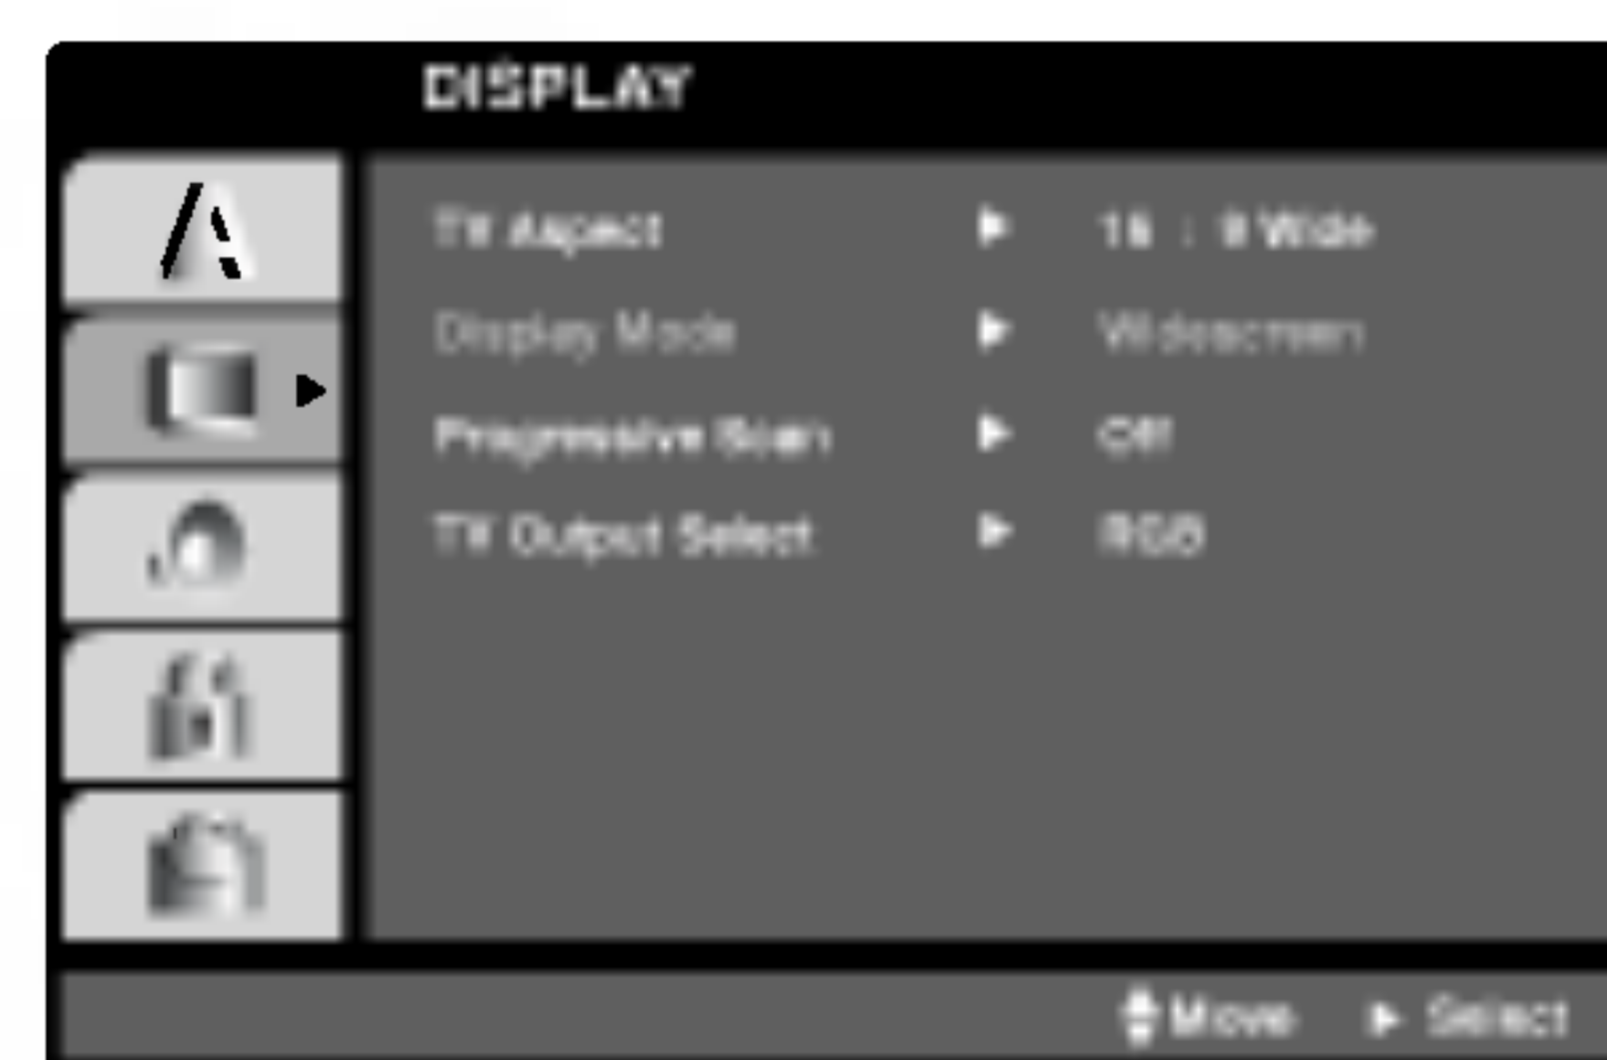 DISPLAY
TV Aspect 16 : 9 Wide
Display Mode Widescreen
Progressive Scan Off
TV Output Select RGB
Move Select